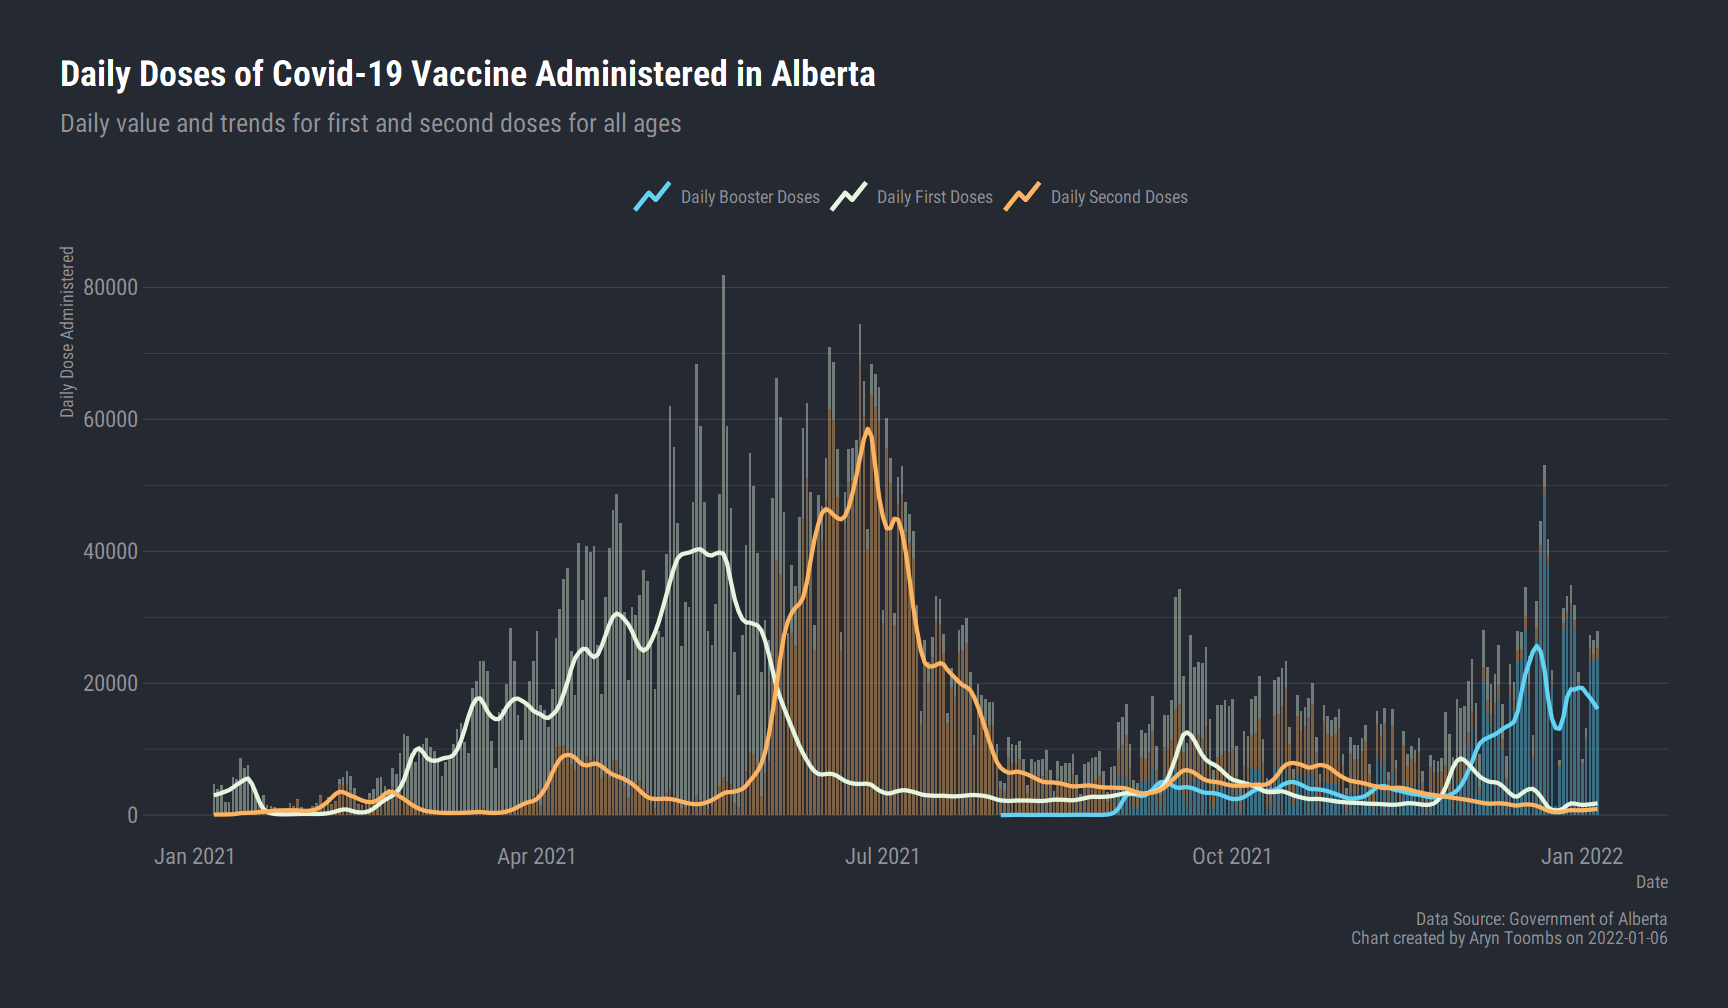 Daily Doses of Covid-19 Vaccine Administered in Alberta
Daily value and trends for first and second doses for all ages
Daily Booster Doses
Daily First Doses
Daily Second Doses
Daily Dose Administered
80000
60000
40000
20000
0
Jan 2021
Apr 2021
Jul 2021
Oct 2021
Jan 2022
Date
Data Source: Government of Alberta
Chart created by Aryn Toombs on 2022-01-06